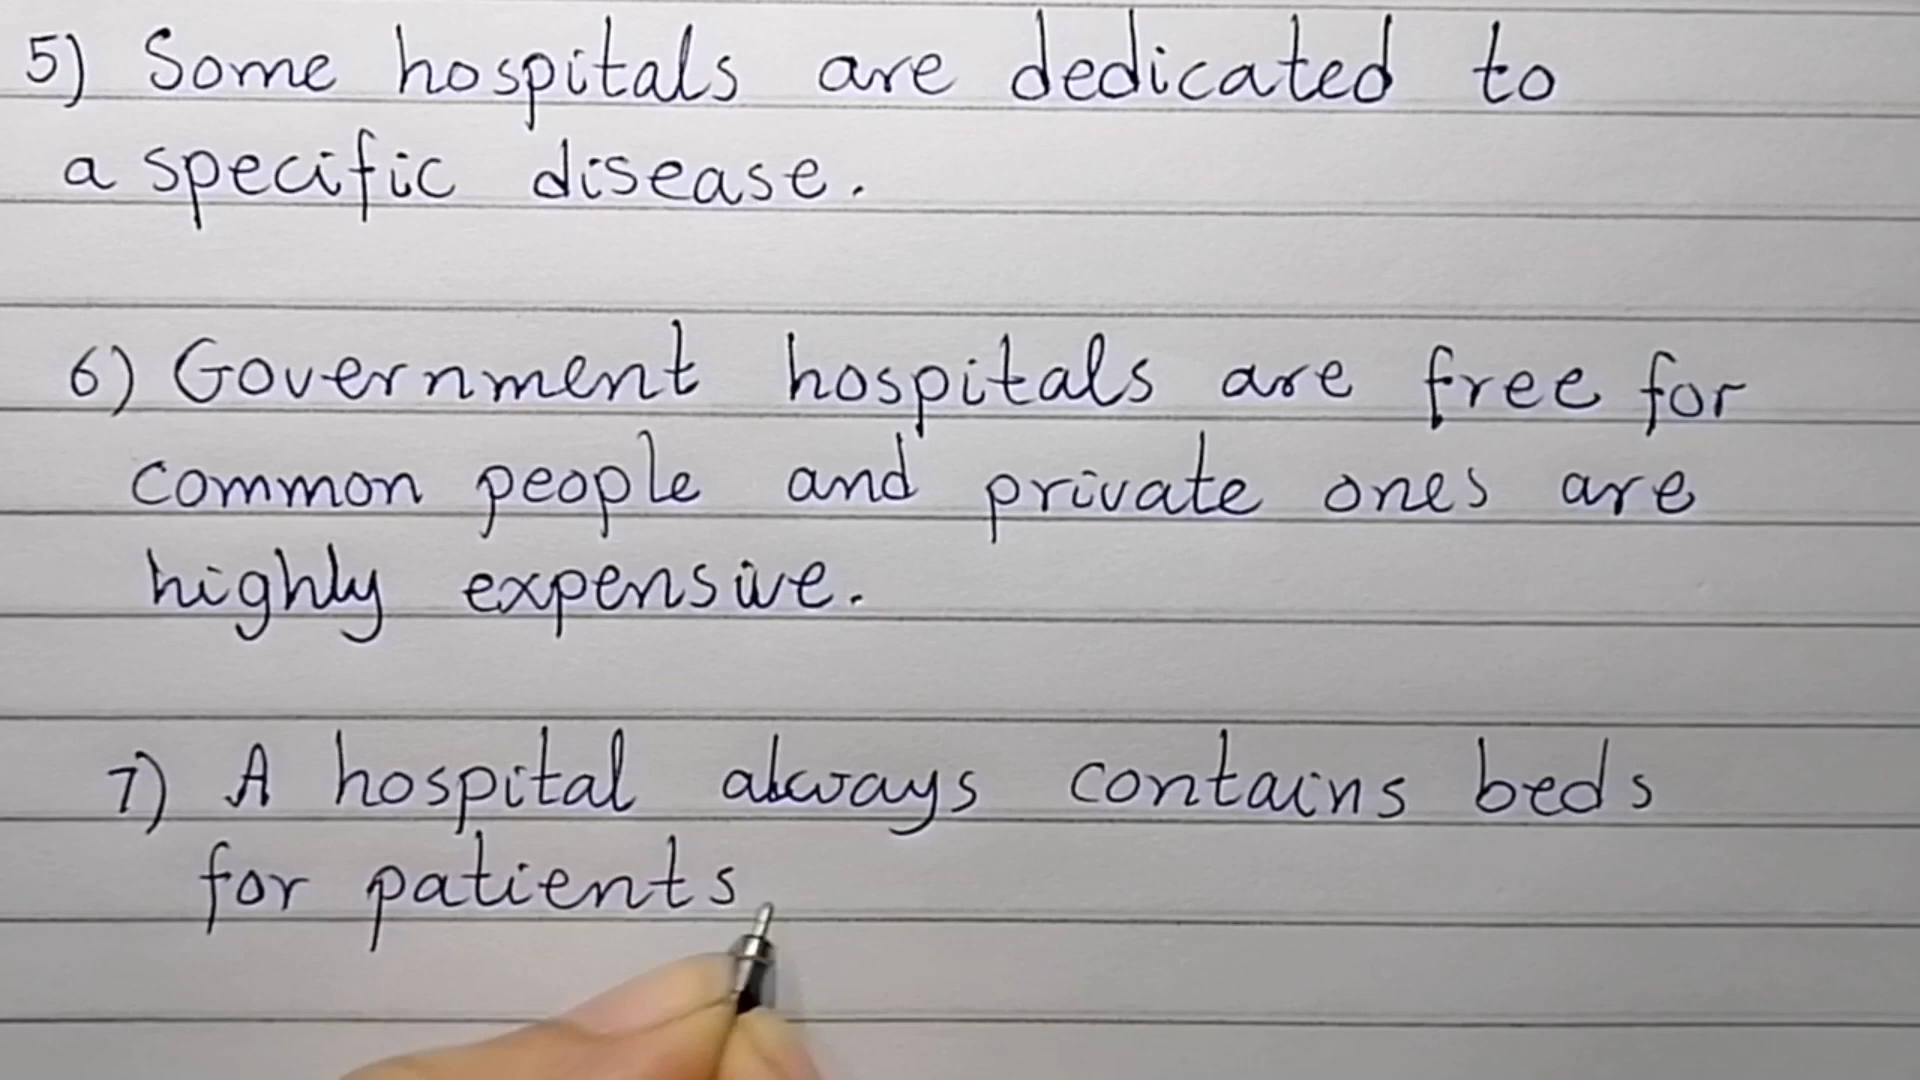 5) Some hospitals are dedicated to
a specific disease.
6) Government hospitals are free for
common people and private ones are
highly expensive.
7) A hospital always contains beds
for patients.